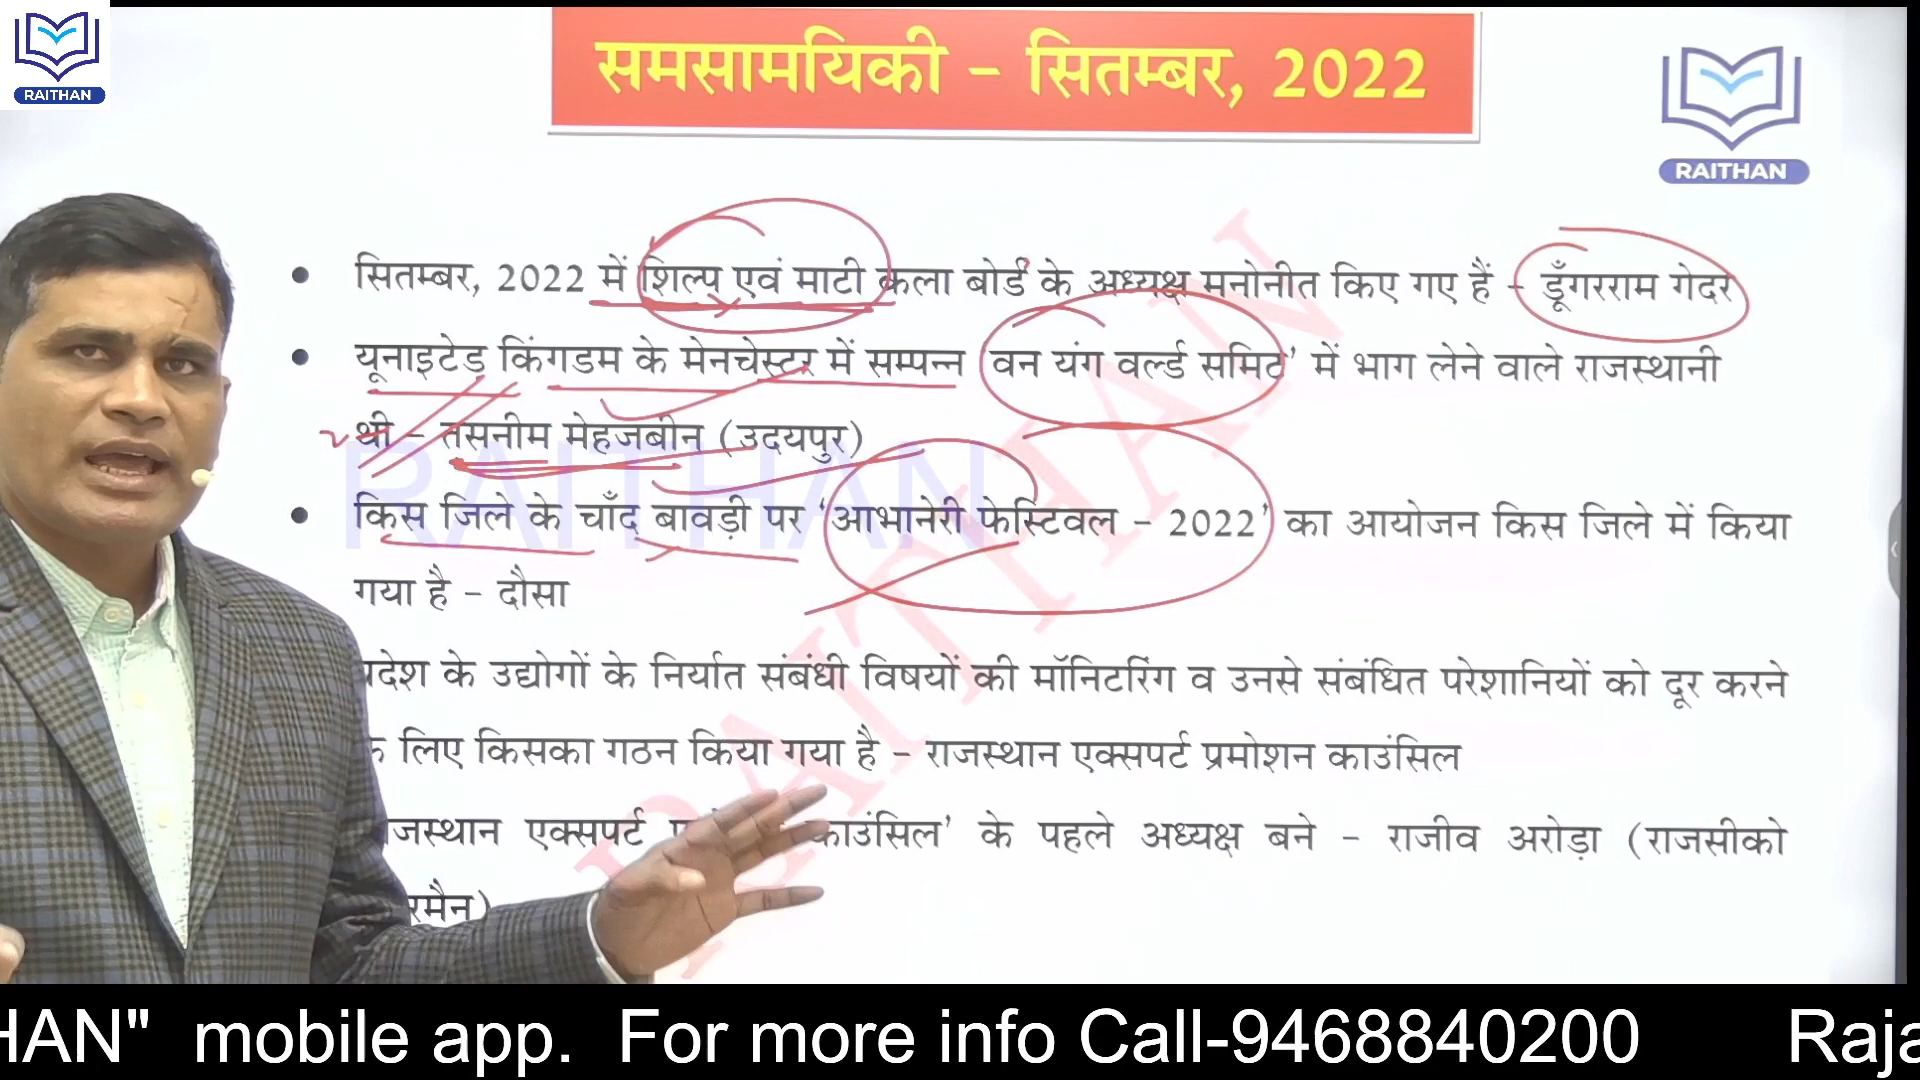 RAITHAN
समसामयिकी - सितम्बर, 2022
RAITHAN
• सितम्बर, 2022 में शिल्प एवं माटी कला बोर्ड के अध्यक्ष मनोनीत किए गए हैं - डूँगरराम गेदर
• यूनाइटेड किंगडम के मेनचेस्टर में सम्पन्न 'वन यंग वर्ल्ड समिट' में भाग लेने वाले राजस्थानी
थी - तसनीम मेहजबीन (उदयपुर)
• किस जिले के चाँद बावड़ी पर 'आभानेरी फेस्टिवल - 2022' का आयोजन किस जिले में किया
गया है - दौसा
के उद्योगों के निर्यात संबंधी विषयों की मॉनिटरिंग व उनसे संबंधित परेशानियों को दूर करने
लिए किसका गठन किया गया है - राजस्थान एक्सपर्ट प्रमोशन काउंसिल
एक्सपर्ट काउंसिल' के पहले अध्यक्ष बने - राजीव अरोड़ा (राजसीको
RAITHAN
RAITHAN
HAN" mobile app. For more info Call-9468840200 Raja